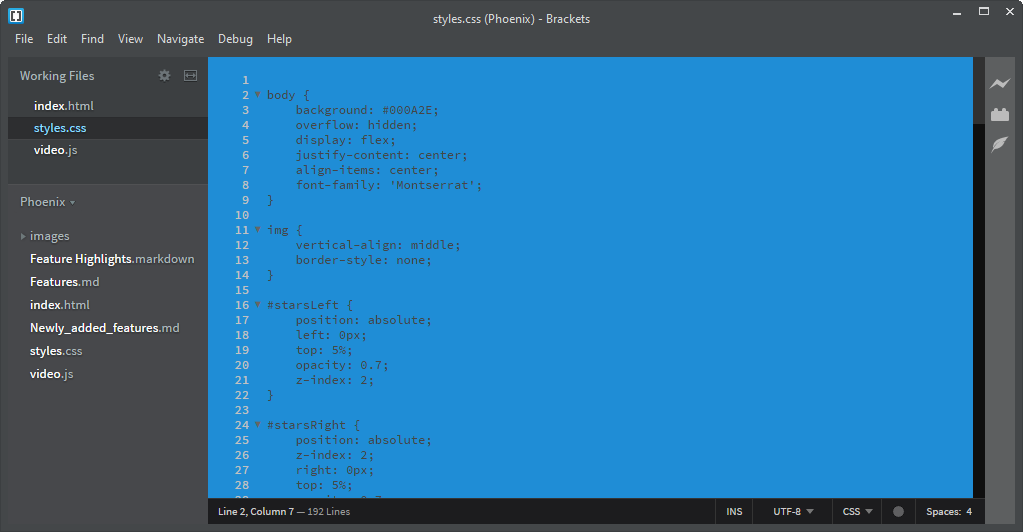 styles.css (Phoenix) - Brackets
File Edit Find View Navigate Debug Help
Working Files
index.html
styles.css
video.js
Phoenix
images
Feature Highlights.markdown
Features.md
index.html
Newly_added_features.md
styles.css
video.js
1
2 body {
3 background: #000A2E;
4 overflow: hidden;
5 display: flex;
6 justify-content: center;
7 align-items: center;
8 font-family: 'Montserrat';
9 }
10
11 img {
12 vertical-align: middle;
13 border-style: none;
14 }
15
16 #starsLeft {
17 position: absolute;
18 left: 0px;
19 top: 5%;
20 opacity: 0.7;
21 z-index: 2;
22 }
23
24 #starsRight {
25 position: absolute;
26 z-index: 2;
27 right: 0px;
28 top: 5%;
Line 2, Column 7 — 192 Lines
INS UTF-8 CSS Spaces: 4